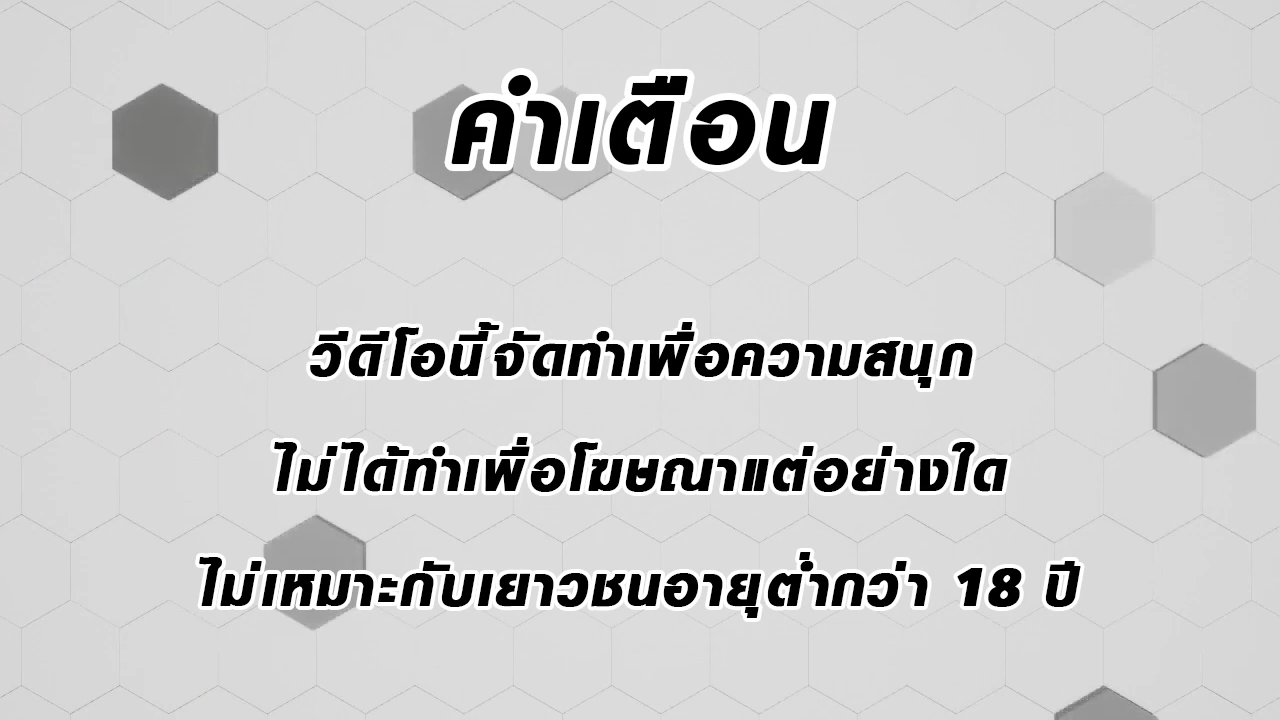 คำเตือน
วีดีโอนี้จัดทำเพื่อความสนุก
ไม่ได้ทำเพื่อโฆษณาแต่อย่างใด
ไม่เหมาะกับเยาวชนอายุต่ำกว่า 18 ปี